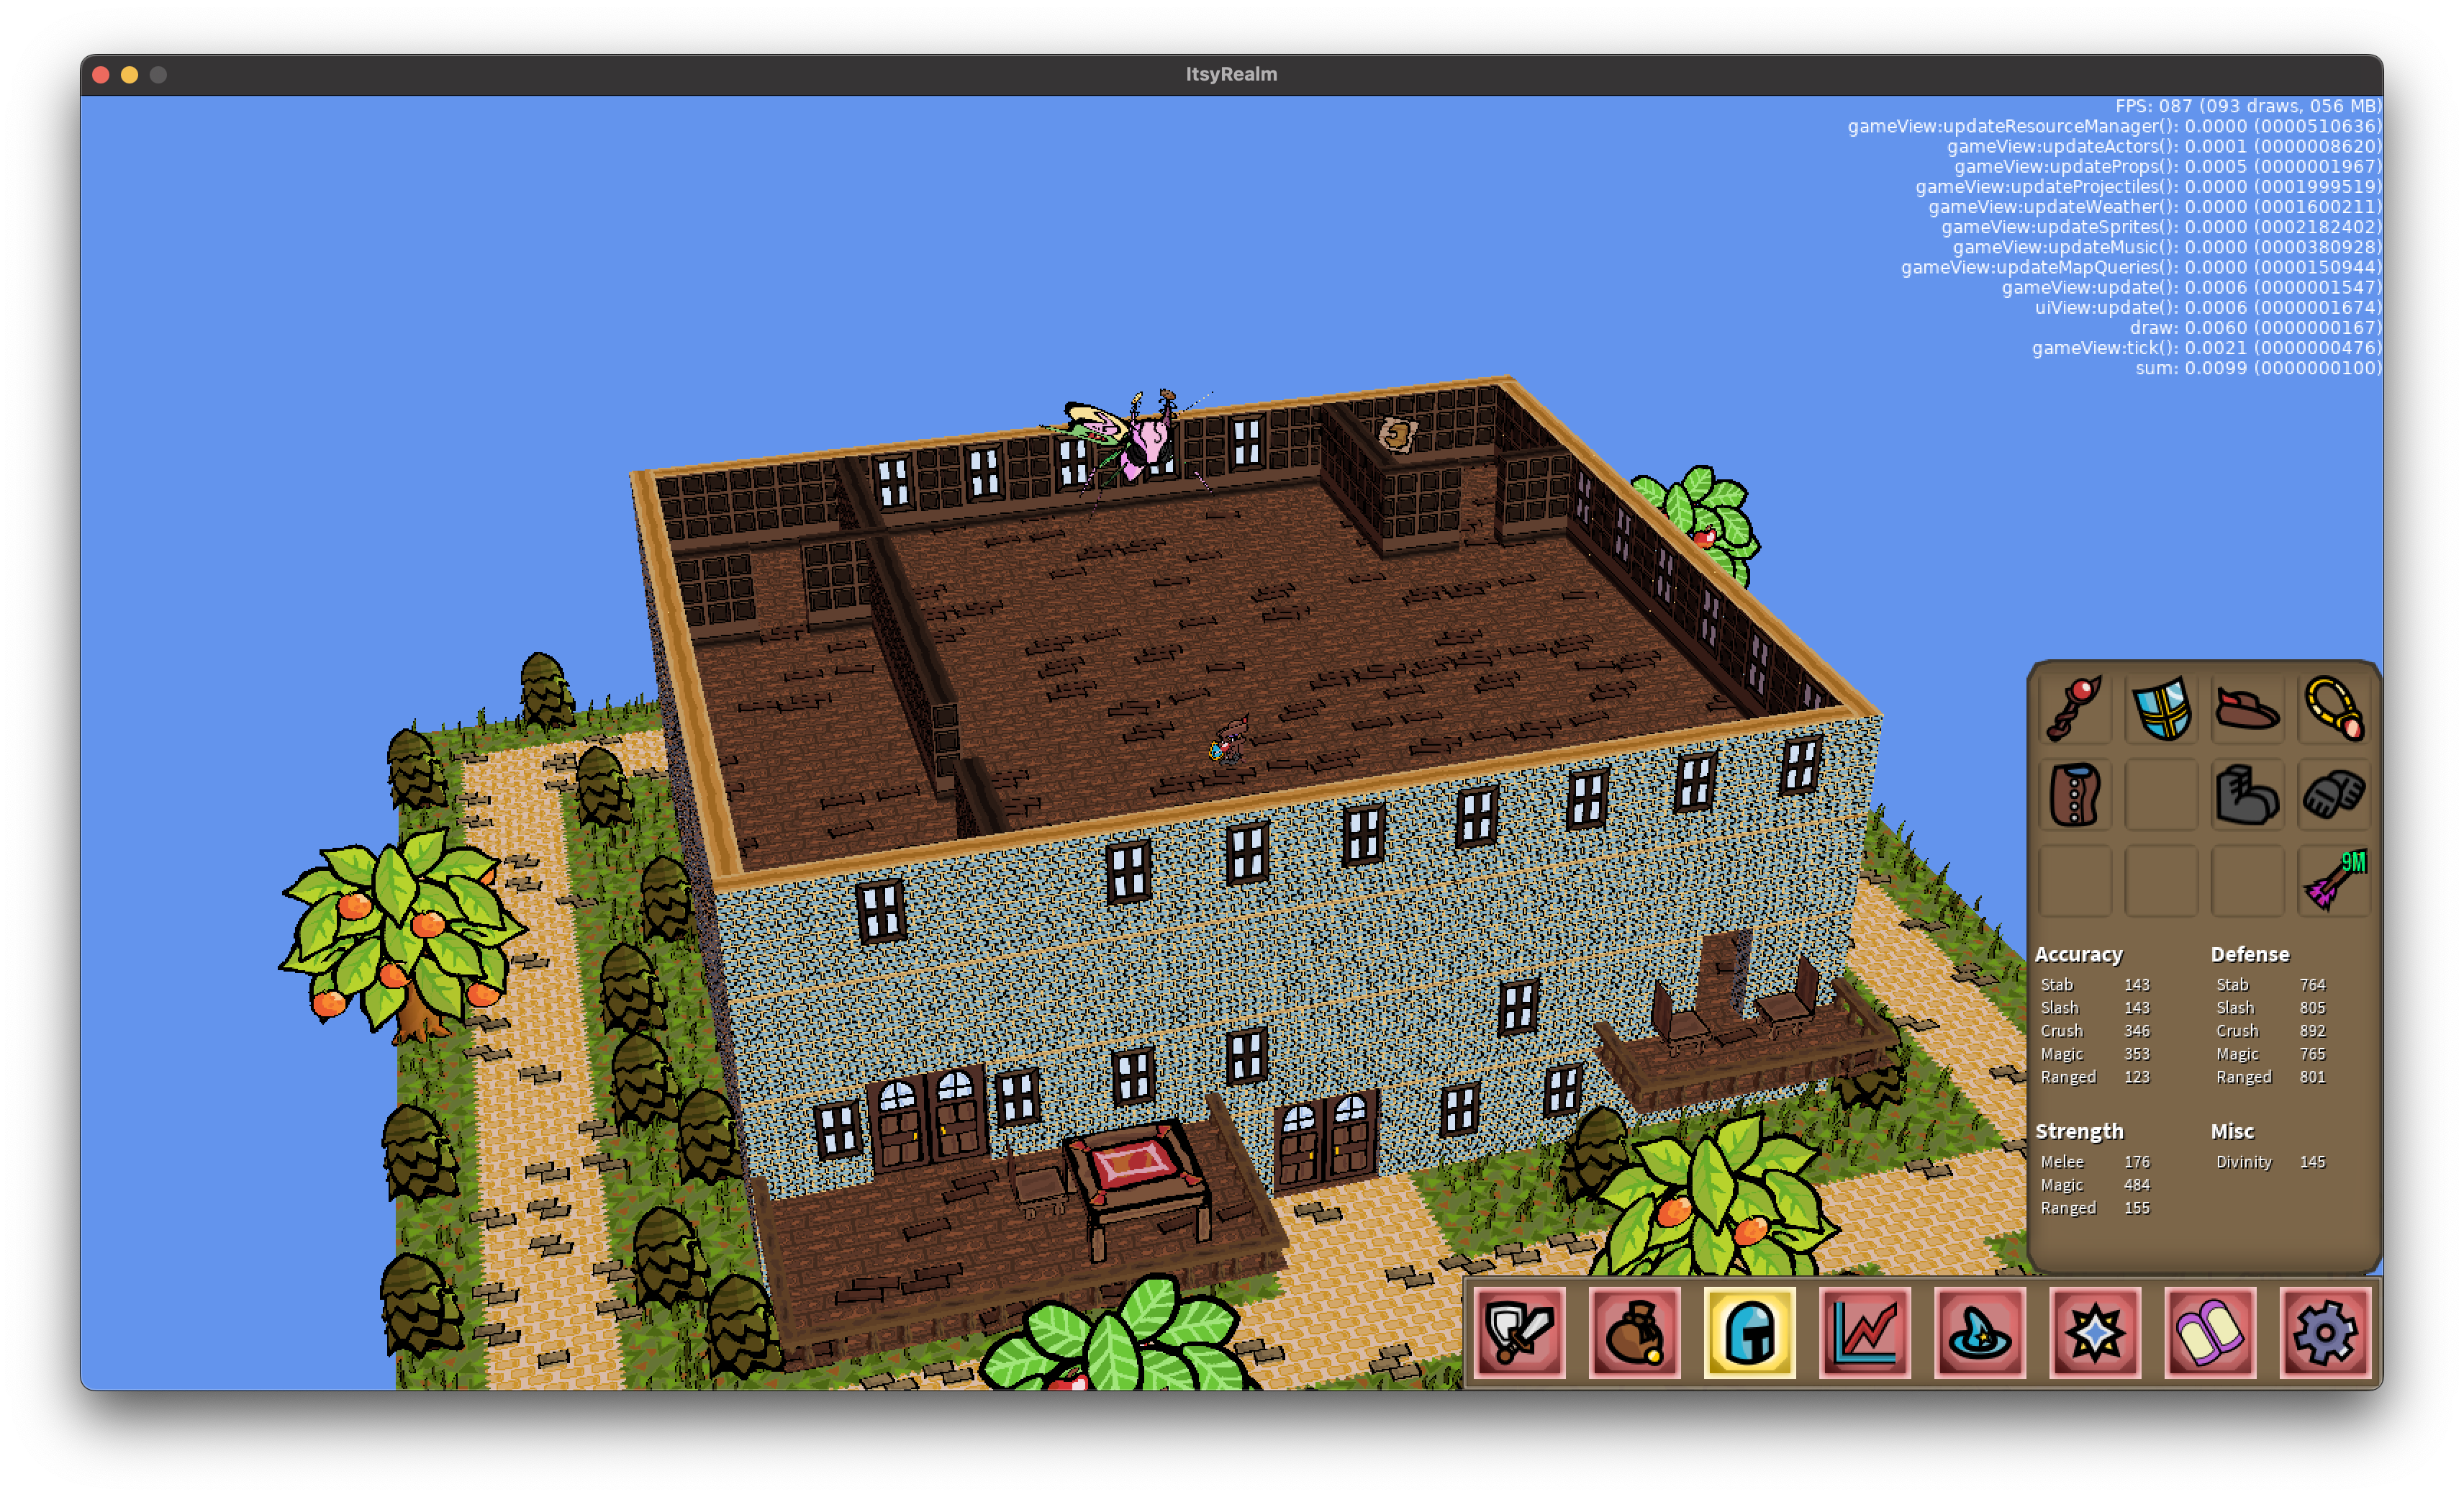 ItsyRealm
FPS: 087 (093 draws, 056 MB)
gameView:updateResourceManager(): 0.0000 (0000510636)
gameView:updateActors(): 0.0001 (0000008620)
gameView:updateProps(): 0.0005 (0000001967)
gameView:updateProjectiles(): 0.0000 (0001999519)
gameView:updateWeather(): 0.0000 (0001600211)
gameView:updateSprites(): 0.0000 (0002182402)
gameView:updateMusic(): 0.0000 (0000380928)
gameView:updateMapQueries(): 0.0000 (0000150944)
gameView:update(): 0.0006 (0000001547)
uiView:update(): 0.0006 (0000001674)
draw: 0.0060 (0000000167)
gameView:tick(): 0.0021 (0000000476)
sum: 0.0099 (0000000100)
9M
Accuracy
Stab 143
Slash 143
Crush 346
Magic 353
Ranged 123
Defense
Stab 764
Slash 805
Crush 892
Magic 765
Ranged 801
Strength
Melee 176
Magic 484
Ranged 155
Misc
Divinity 145